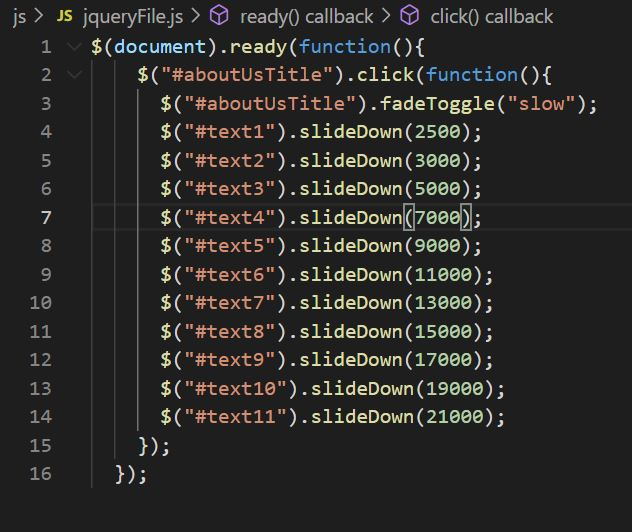 js > JS jqueryFile.js > ready() callback > click() callback
1 $(document).ready(function(){
2 $("#aboutUsTitle").click(function(){
3 $("#aboutUsTitle").fadeToggle("slow");
4 $("#text1").slideDown(2500);
5 $("#text2").slideDown(3000);
6 $("#text3").slideDown(5000);
7 $("#text4").slideDown(7000);
8 $("#text5").slideDown(9000);
9 $("#text6").slideDown(11000);
10 $("#text7").slideDown(13000);
11 $("#text8").slideDown(15000);
12 $("#text9").slideDown(17000);
13 $("#text10").slideDown(19000);
14 $("#text11").slideDown(21000);
15 });
16 });